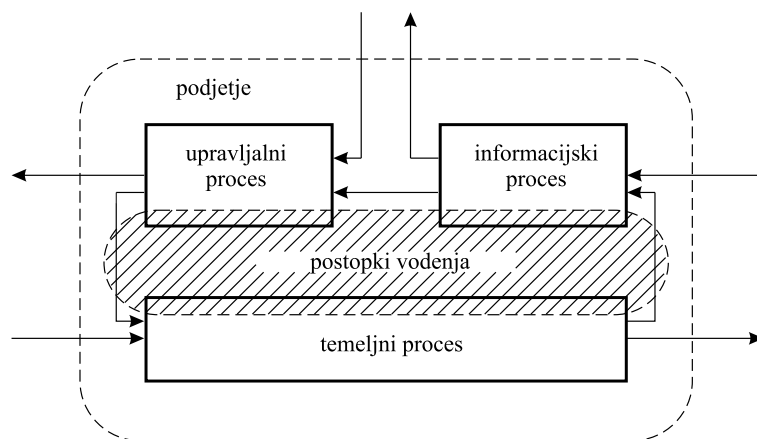 podjetje
upravljalni
proces
informacijski
proces
postopki vodenja
temeljni proces